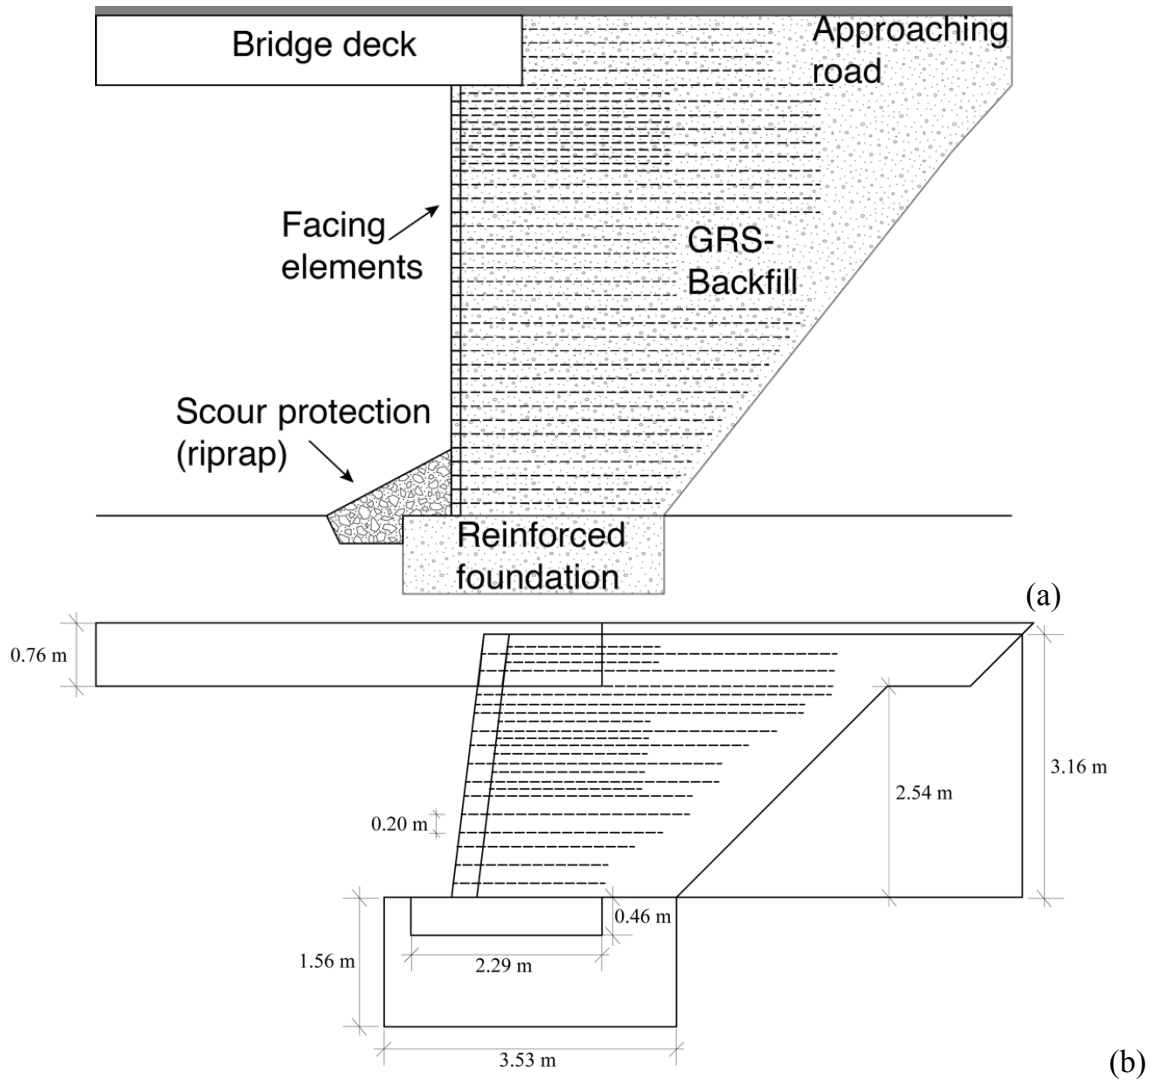 Bridge deck
Approaching
road
Facing
elements
GRS-
Backfill
Scour protection
(riprap)
Reinforced
foundation
(a)
0.76 m
3.16 m
2.54 m
0.20 m
0.46 m
1.56 m
2.29 m
3.53 m
(b)